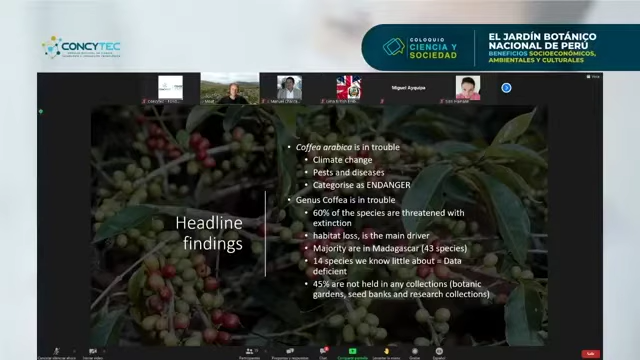 CONCYTEC
COLOQUIO
CIENCIA Y
SOCIEDAD
EL JARDÍN BOTÁNICO
NACIONAL DE PERÚ
BENEFICIOS SOCIOECONÓMICOS,
AMBIENTALES Y CULTURALES
Miguel Ayquipa
Headline
findings
• Coffea arabica is in trouble
• Climate change
• Pests and diseases
• Categorise as ENDANGER
• Genus Coffea is in trouble
• 60% of the species are threatened with
extinction
• habitat loss, is the main driver
• Majority are in Madagascar (43 species)
• 14 species we know little about = Data
deficient
• 45% are not held in any collections (botanic
gardens, seed banks and research collections)